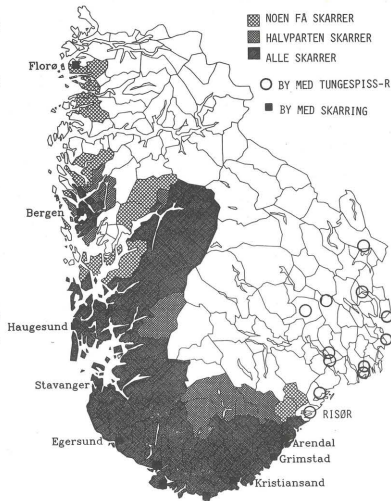 NOEN FÅ SKARRER
HALVPARTEN SKARRER
ALLE SKARRER
BY MED TUNGESPISS-R
BY MED SKARRING
Florø
Bergen
Haugesund
Stavanger
Egersund
RISØR
Arendal
Grimstad
Kristiansand